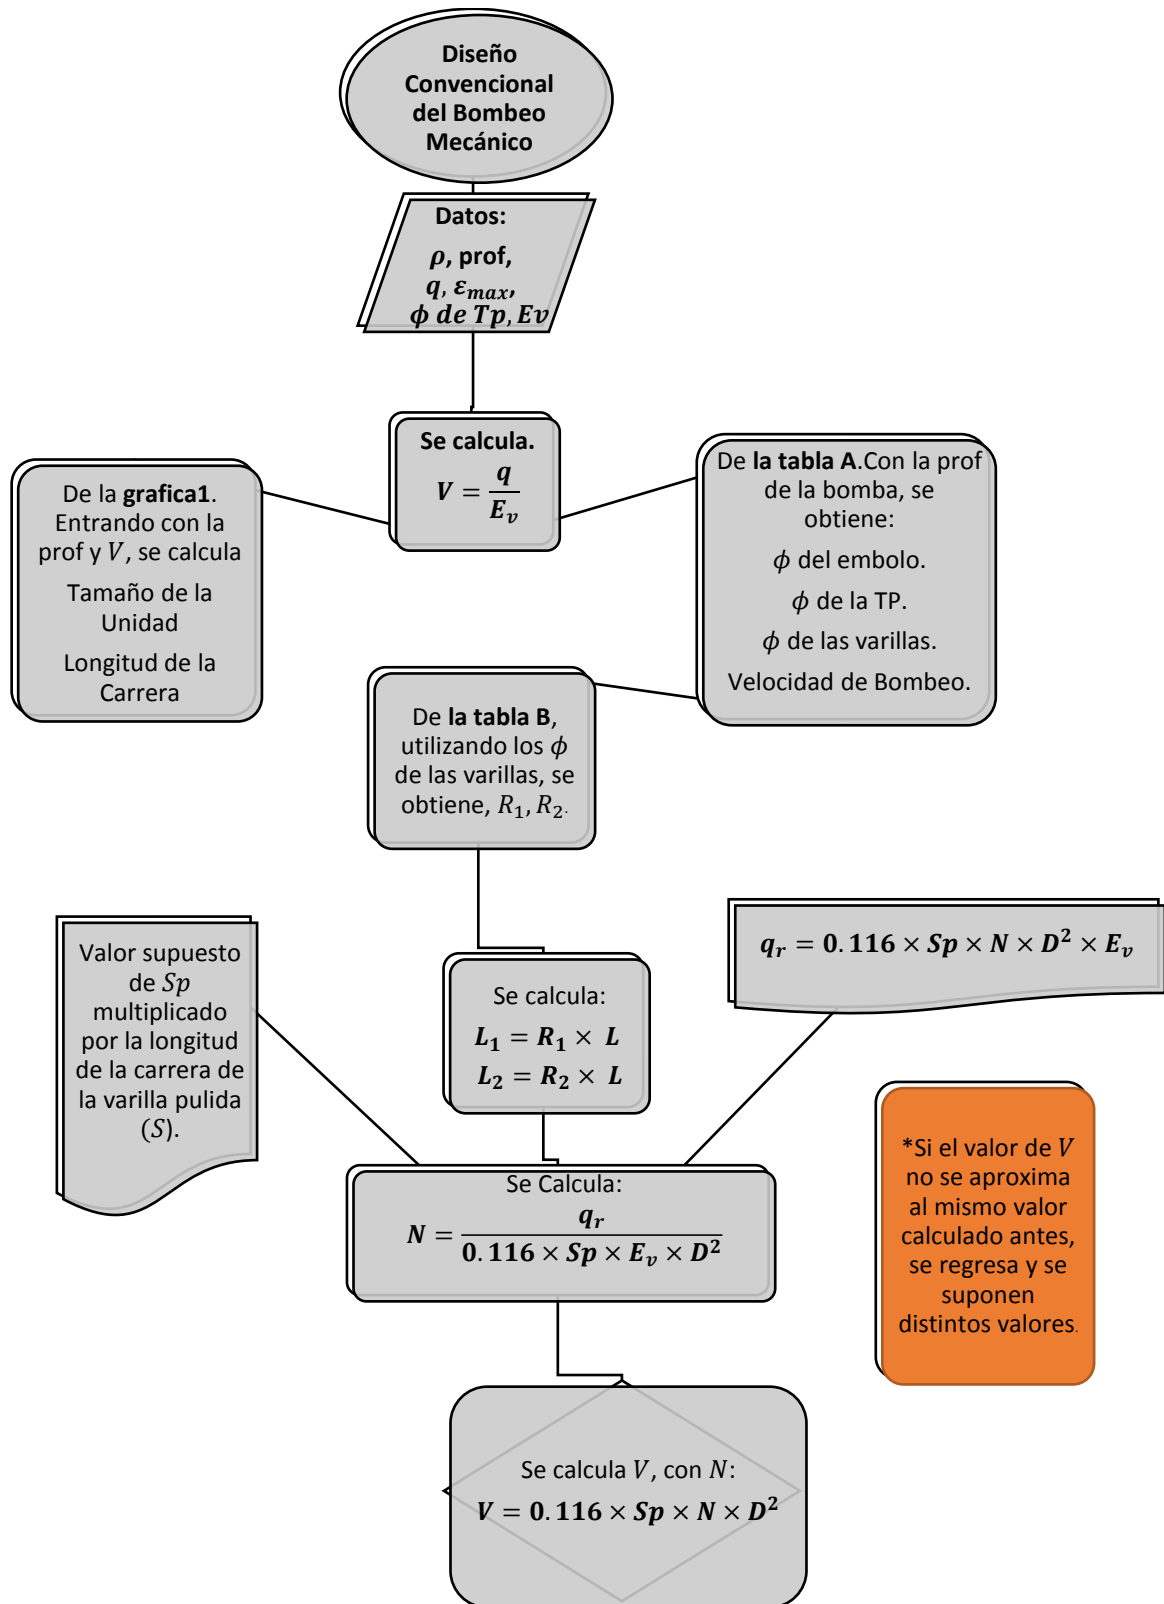 Diseño
Convencional
del Bombeo
Mecánico
Datos:
ρ, prof,
q, ε_max,
ϕ de Tp, Ev
Se calcula.
V = q / E_v
De la grafica1.
Entrando con la
prof y V, se calcula
Tamaño de la
Unidad
Longitud de la
Carrera
De la tabla A.Con la prof
de la bomba, se
obtiene:
ϕ del embolo.
ϕ de la TP.
ϕ de las varillas.
Velocidad de Bombeo.
De la tabla B,
utilizando los ϕ
de las varillas, se
obtiene, R₁, R₂.
Valor supuesto
de Sp
multiplicado
por la longitud
de la carrera de
la varilla pulida
(S).
Se calcula:
L₁ = R₁ × L
L₂ = R₂ × L
q_r = 0.116 × Sp × N × D² × E_v
*Si el valor de V
no se aproxima
al mismo valor
calculado antes,
se regresa y se
suponen
distintos valores.
Se Calcula:
N = q_r / 0.116 × Sp × E_v × D²
Se calcula V, con N:
V = 0.116 × Sp × N × D²